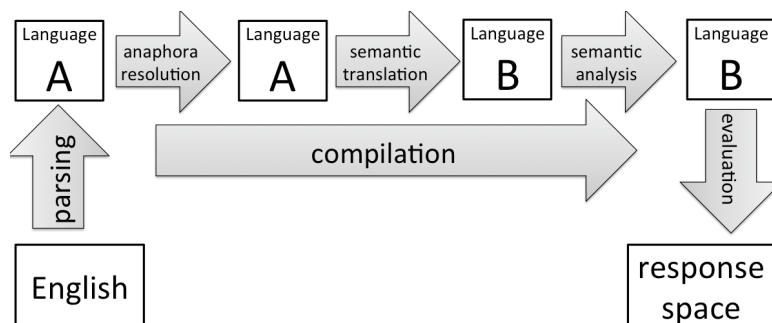 Language
A
anaphora
resolution
Language
A
semantic
translation
Language
B
semantic
analysis
Language
B
parsing
compilation
evaluation
English
response
space